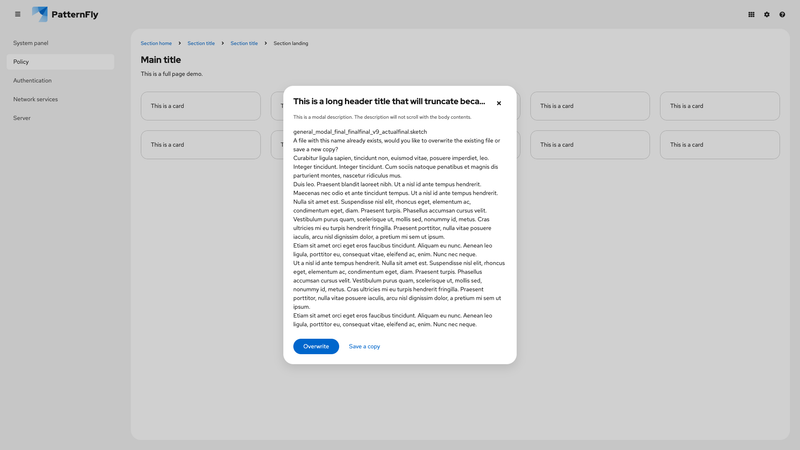 PatternFly
System panel
Policy
Authentication
Network services
Server
Section home
Section title
Section title
Section landing
Main title
This is a full page demo.
This is a card
This is a card
This is a card
This is a card
This is a card
This is a card
This is a long header title that will truncate beca...
This is a modal description. The description will not scroll with the body contents.
general_modal_final_finalfinal_v9_actualfinal.sketch
A file with this name already exists, would you like to overwrite the existing file or
save a new copy?
Curabitur ligula sapien, tincidunt non, euismod vitae, posuere imperdiet, leo.
Integer tincidunt. Integer tincidunt. Cum sociis natoque penatibus et magnis dis
parturient montes, nascetur ridiculus mus.
Duis leo. Praesent blandit laoreet nibh. Ut a nisl id ante tempus hendrerit.
Maecenas nec odio et ante tincidunt tempus. Ut a nisl id ante tempus hendrerit.
Nulla sit amet est. Suspendisse nisl elit, rhoncus eget, elementum ac,
condimentum eget, diam. Praesent turpis. Phasellus accumsan cursus velit.
Vestibulum purus quam, scelerisque ut, mollis sed, nonummy id, metus. Cras
ultricies mi eu turpis hendrerit fringilla. Praesent porttitor, nulla vitae posuere
iaculis, arcu nisl dignissim dolor, a pretium mi sem ut ipsum.
Etiam sit amet orci eget eros faucibus tincidunt. Aliquam eu nunc. Aenean leo
ligula, porttitor eu, consequat vitae, eleifend ac, enim. Nunc nec neque.
Ut a nisl id ante tempus hendrerit. Nulla sit amet est. Suspendisse nisl elit, rhoncus
eget, elementum ac, condimentum eget, diam. Praesent turpis. Phasellus
accumsan cursus velit. Vestibulum purus quam, scelerisque ut, mollis sed,
nonummy id, metus. Cras ultricies mi eu turpis hendrerit fringilla. Praesent
porttitor, nulla vitae posuere iaculis, arcu nisl dignissim dolor, a pretium mi sem ut
ipsum.
Etiam sit amet orci eget eros faucibus tincidunt. Aliquam eu nunc. Aenean leo
ligula, porttitor eu, consequat vitae, eleifend ac, enim. Nunc nec neque.
Overwrite
Save a copy